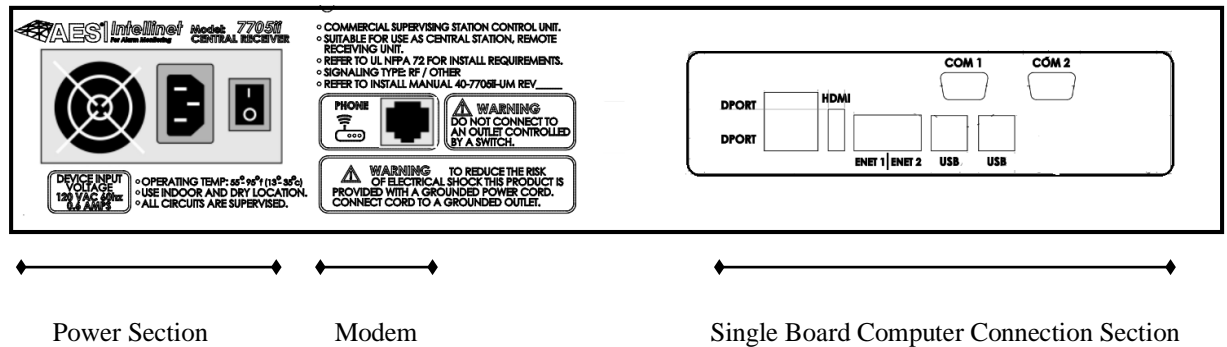 AES Intellinet Model: 7705ii
For Alarm Monitoring CENTRAL RECEIVER
° COMMERCIAL SUPERVISING STATION CONTROL UNIT.
° SUITABLE FOR USE AS CENTRAL STATION, REMOTE
RECEIVING UNIT.
° REFER TO UL NFPA 72 FOR INSTALL REQUIREMENTS.
° SIGNALING TYPE: RF / OTHER
° REFER TO INSTALL MANUAL 40-7705ii-UM REV____
PHONE
WARNING
DO NOT CONNECT TO
AN OUTLET CONTROLLED
BY A SWITCH.
WARNING TO REDUCE THE RISK
OF ELECTRICAL SHOCK THIS PRODUCT IS
PROVIDED WITH A GROUNDED POWER CORD.
CONNECT CORD TO A GROUNDED OUTLET.
DEVICE INPUT
VOLTAGE
120 VAC 60hz
0.6 AMPS
° OPERATING TEMP: 55°-95°f (13°-35°c)
° USE INDOOR AND DRY LOCATION.
° ALL CIRCUITS ARE SUPERVISED.
COM 1
COM 2
DPORT
HDMI
DPORT
ENET 1
ENET 2
USB
USB
Power Section
Modem
Single Board Computer Connection Section